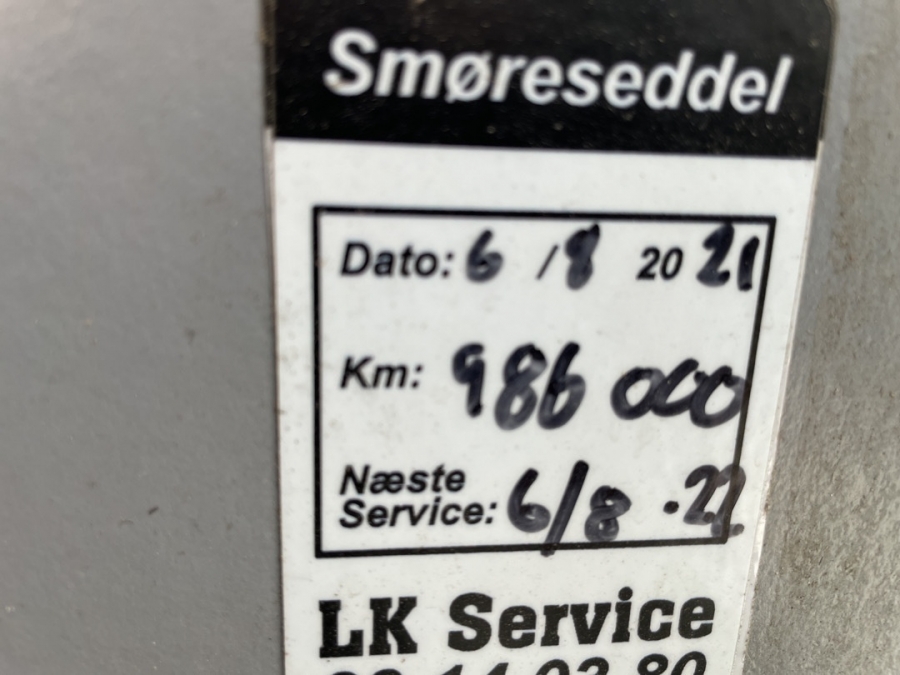 Smøreseddel
Dato: 6 / 8 20 21
Km: 986 000
Næste
Service: 6/8 .22
LK Service